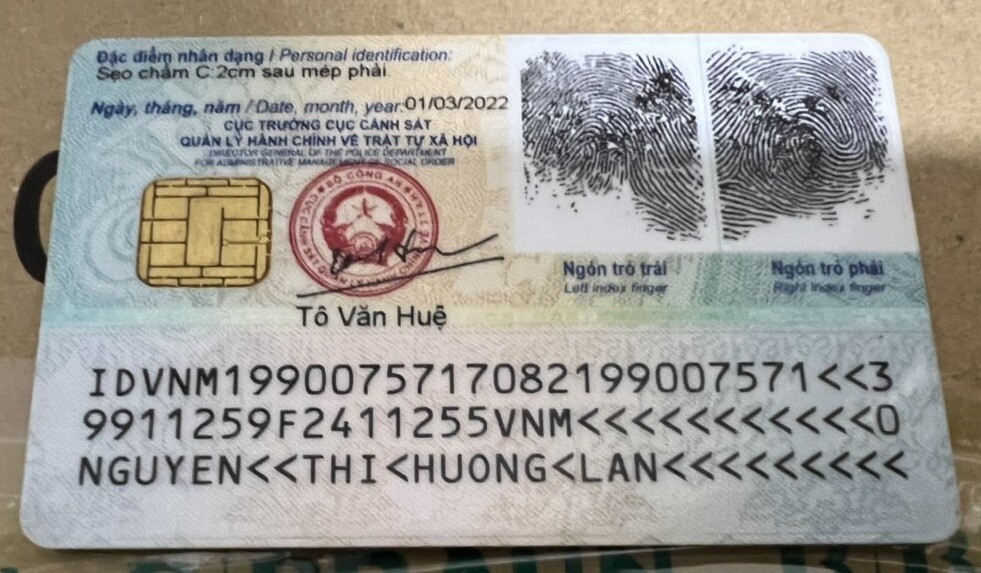 Đặc điểm nhân dạng / Personal identification:
Sẹo chấm C:2cm sau mép phải
Ngày, tháng, năm / Date, month, year:01/03/2022
CỤC TRƯỞNG CỤC CẢNH SÁT
QUẢN LÝ HÀNH CHÍNH VỀ TRẬT TỰ XÃ HỘI
DIRECTOR GENERAL OF THE POLICE DEPARTMENT
FOR ADMINISTRATIVE MANAGEMENT OF SOCIAL ORDER
BỘ CÔNG AN
Tô Văn Huệ
Ngón trỏ trái
Left index finger
Ngón trỏ phải
Right index finger
IDVNM1990075717082199007571<<3
9911259F2411255VNM<<<<<<<<<<<0
NGUYEN<<THI<HUONG<LAN<<<<<<<<<